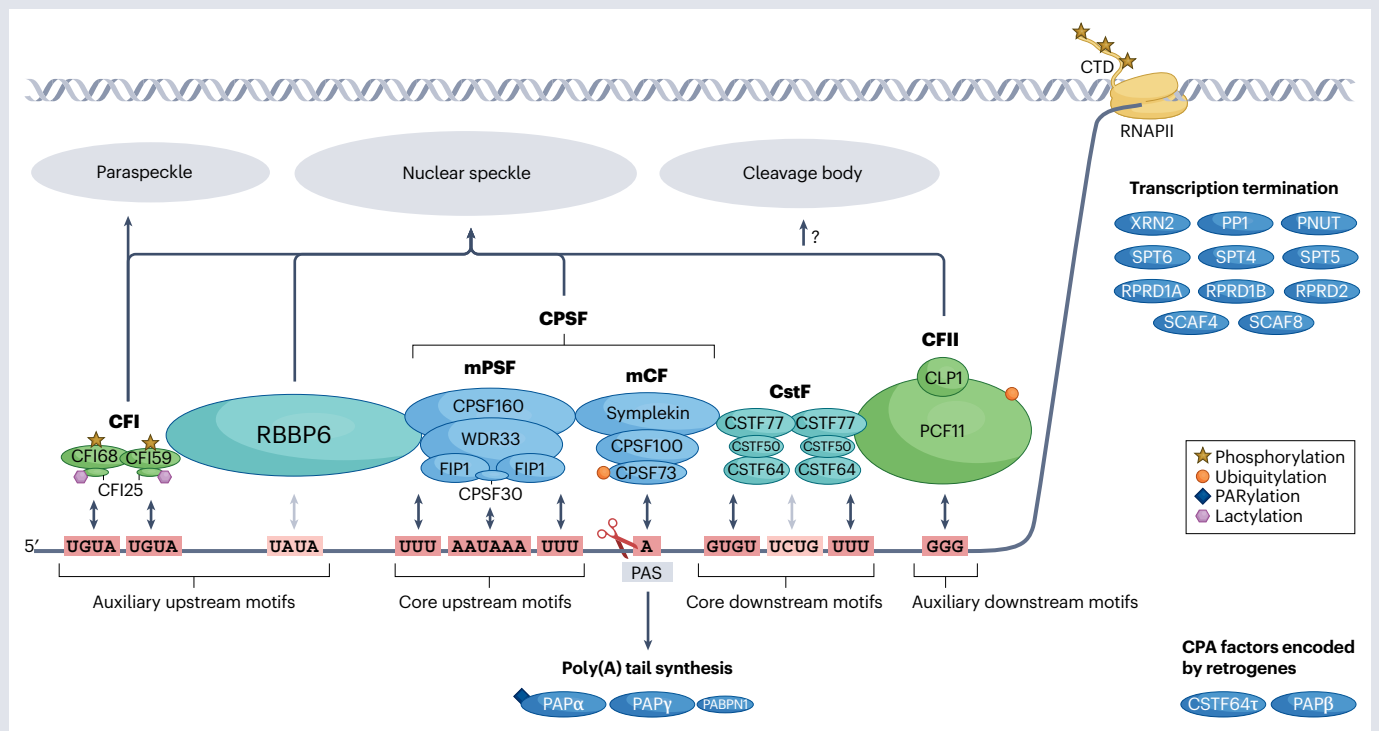 CTD
RNAPII
Paraspeckle
Nuclear speckle
Cleavage body
?
Transcription termination
XRN2 PP1 PNUT
SPT6 SPT4 SPT5
RPRD1A RPRD1B RPRD2
SCAF4 SCAF8
CPSF
mPSF
mCF
CFI
CstF
CFII
CFI68 CFI59
CFI25
RBBP6
CPSF160
WDR33
FIP1 FIP1
CPSF30
Symplekin
CPSF100
CPSF73
CSTF77 CSTF77
CSTF50 CSTF50
CSTF64 CSTF64
CLP1
PCF11
Phosphorylation
Ubiquitylation
PARylation
Lactylation
5′ UGUA UGUA UAUA UUU AAUAAA UUU A GUGU UCUG UUU GGG
PAS
Auxiliary upstream motifs
Core upstream motifs
Core downstream motifs
Auxiliary downstream motifs
Poly(A) tail synthesis
PAPα PAPγ PABPN1
CPA factors encoded
by retrogenes
CSTF64τ PAPβ